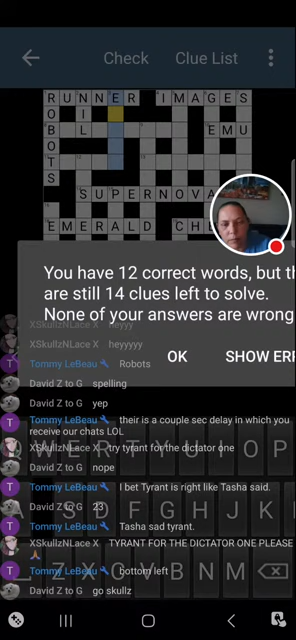 Check Clue List
RUNNER IMAGES
O I
B L EMU
O
T
S SUPERNOVA
EMERALD CHU
You have 12 correct words, but th
are still 14 clues left to solve.
None of your answers are wrong
OK SHOW ERR
XSkullzNLace X heyyy
XSkullzNLace X heyyyyy
Tommy LeBeau Robots
David Z to G spelling
David Z to G yep
Tommy LeBeau their is a couple sec delay in which you
receive our chats LOL
XSkullzNLace X try tyrant for the dictator one
David Z to G nope
Tommy LeBeau I bet Tyrant is right like Tasha said.
David Z to G 23
Tommy LeBeau Tasha sad tyrant.
XSkullzNLace X TYRANT FOR THE DICTATOR ONE PLEASE
Tommy LeBeau bottom left
David Z to G go skullz
Q W E R T Y U I O P
A S D F G H J K
Z X C V B N M